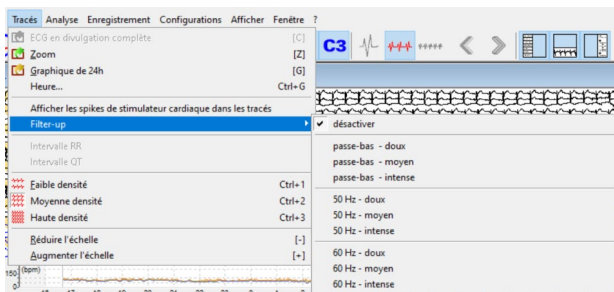 Tracés Analyse Enregistrement Configurations Afficher Fenêtre ?
ECG en divulgation complète [C]
Zoom [Z]
Graphique de 24h [G]
Heure... Ctrl+G
Afficher les spikes de stimulateur cardiaque dans les tracés
Filter-up
Intervalle RR
Intervalle QT
Faible densité Ctrl+1
Moyenne densité Ctrl+2
Haute densité Ctrl+3
Réduire l'échelle [-]
Augmenter l'échelle [+]
C3
désactiver
passe-bas - doux
passe-bas - moyen
passe-bas - intense
50 Hz - doux
50 Hz - moyen
50 Hz - intense
60 Hz - doux
60 Hz - moyen
60 Hz - intense
150 (bpm)
0